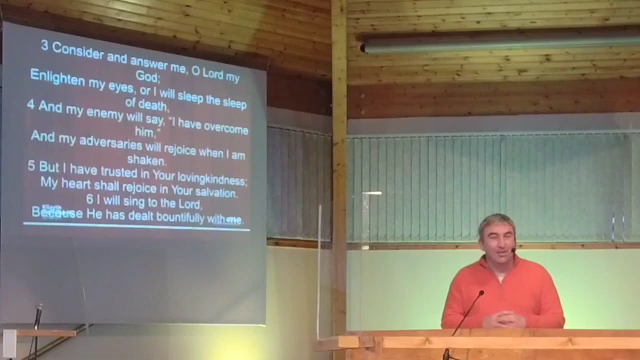 3 Consider and answer me, O Lord my
God;
Enlighten my eyes, or I will sleep the sleep
of death,
4 And my enemy will say, "I have overcome
him,"
And my adversaries will rejoice when I am
shaken.
5 But I have trusted in Your lovingkindness;
My heart shall rejoice in Your salvation.
6 I will sing to the Lord,
Because He has dealt bountifully with me.